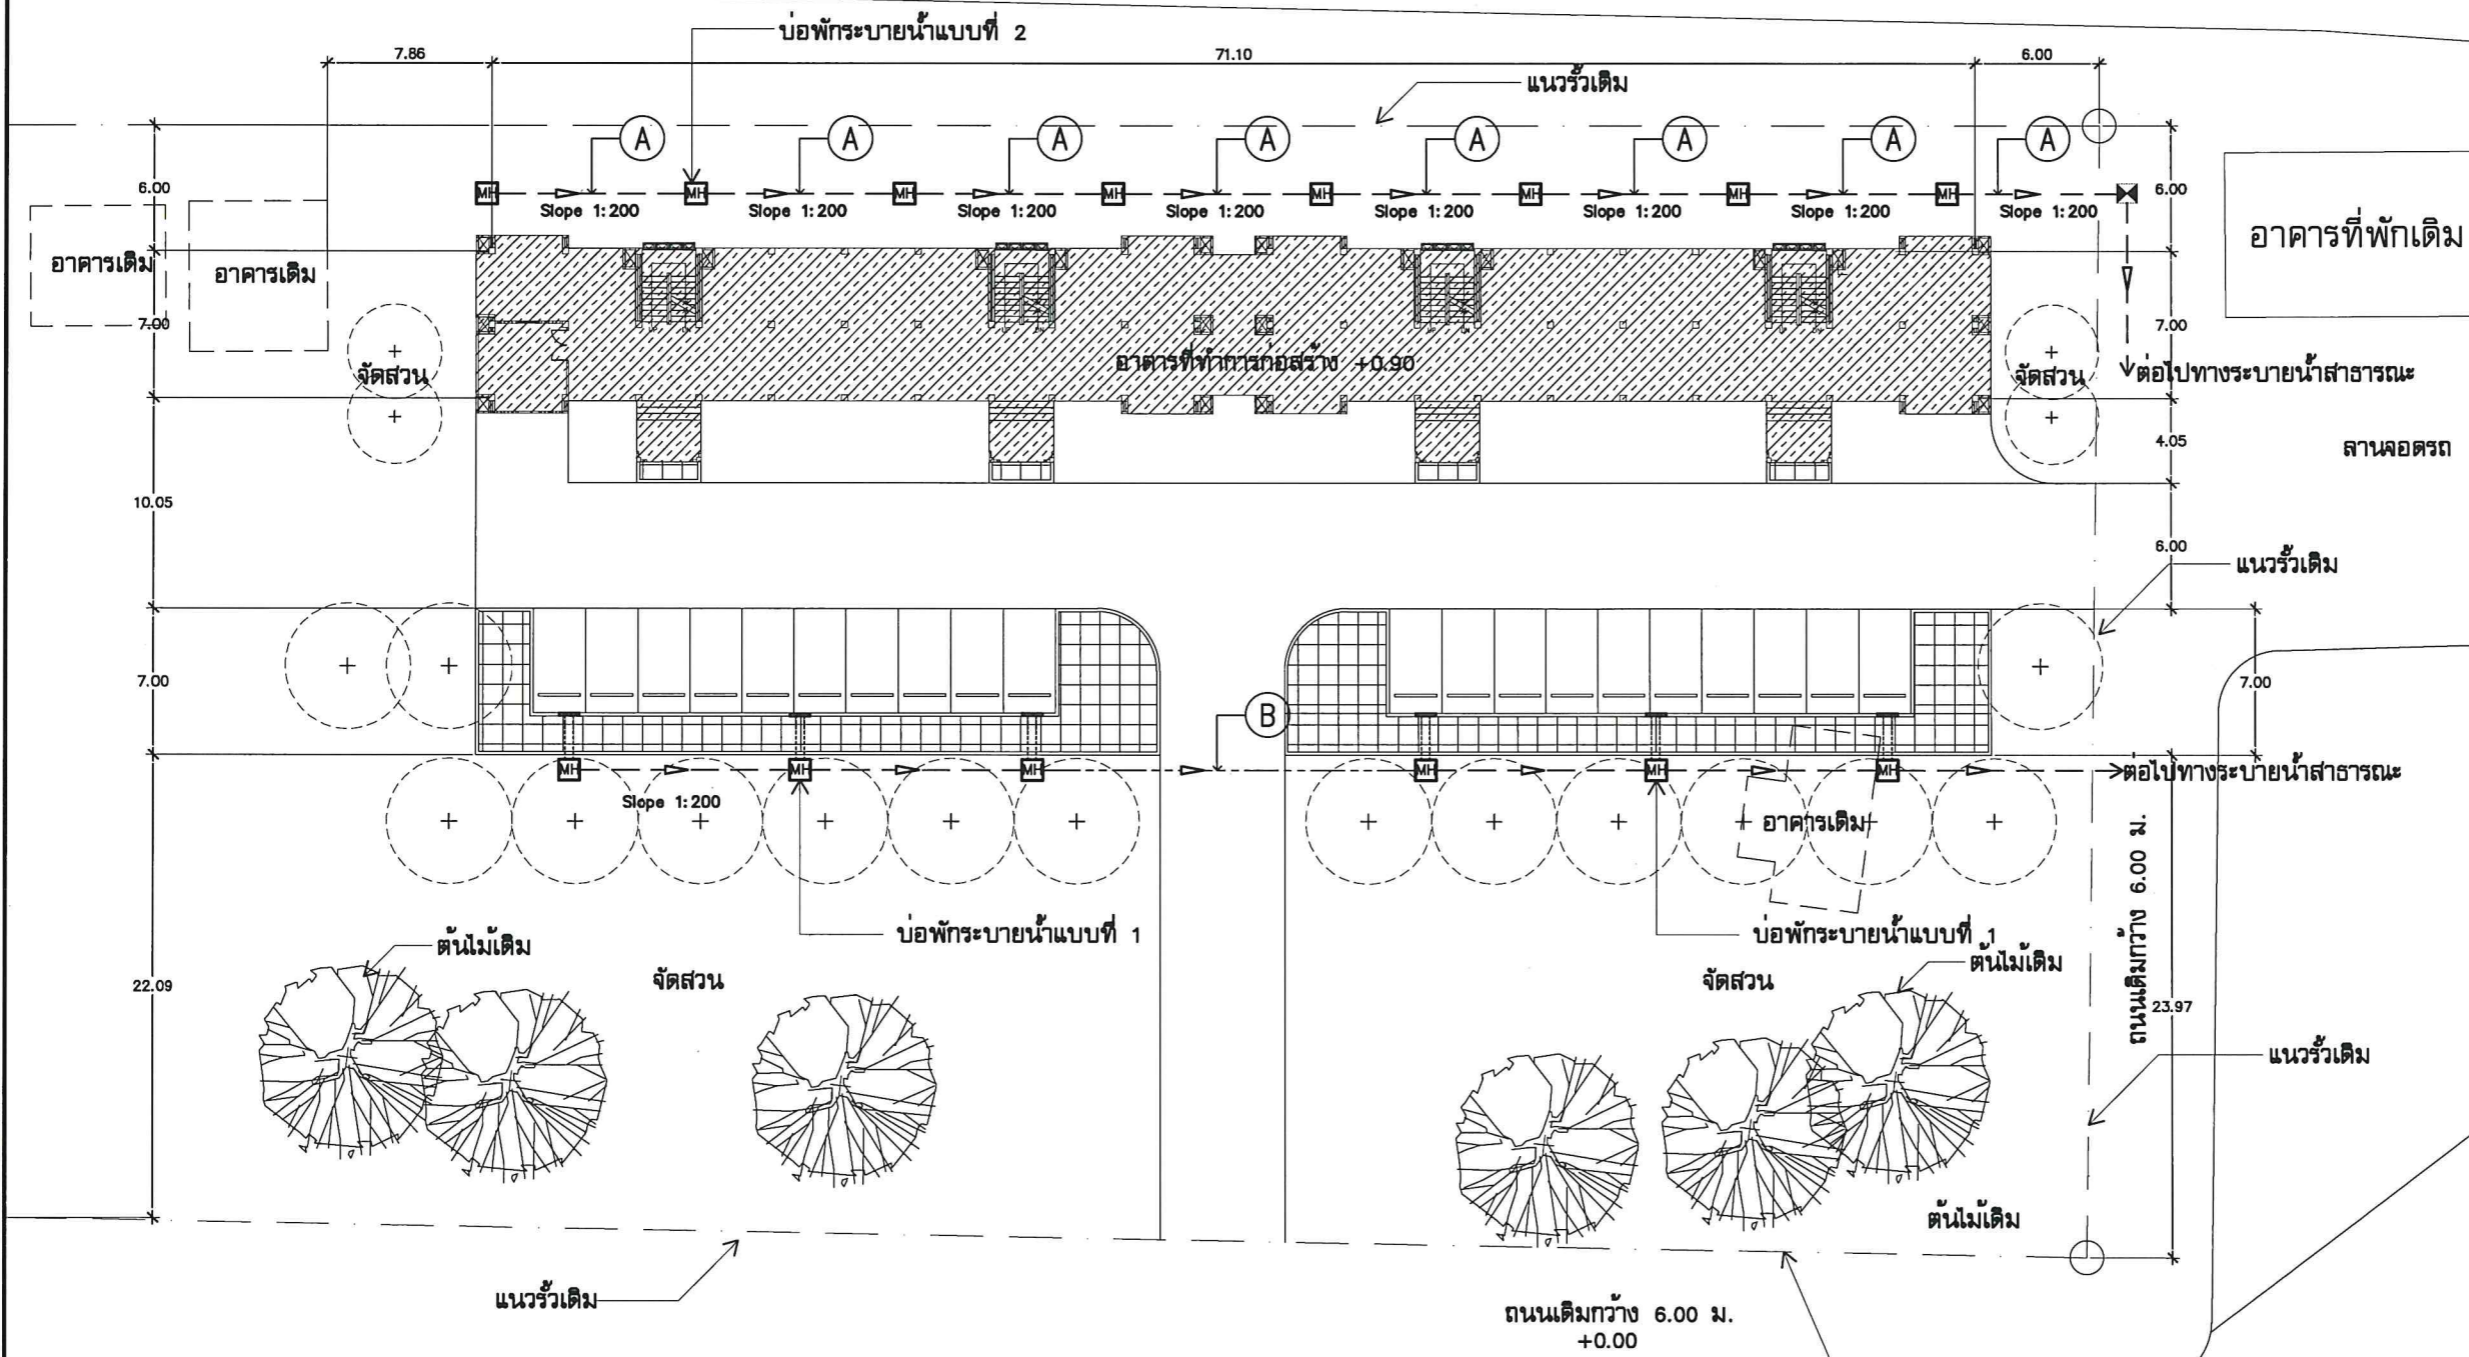 บ่อพักระบายน้ำแบบที่ 2
7.86
71.10
6.00
แนวรั้วเดิม
A
A
A
A
A
A
A
A
6.00
6.00
MH
MH
MH
MH
MH
MH
MH
MH
Slope 1:200
Slope 1:200
Slope 1:200
Slope 1:200
Slope 1:200
Slope 1:200
Slope 1:200
Slope 1:200
อาคารที่พักเดิม
อาคารเดิม
อาคารเดิม
7.00
7.00
อาคารที่ทำการก่อสร้าง +0.90
จัดสวน
จัดสวน
ต่อไปทางระบายน้ำสาธารณะ
4.05
ลานจอดรถ
10.05
6.00
แนวรั้วเดิม
7.00
7.00
B
MH
MH
MH
MH
MH
MH
ต่อไปทางระบายน้ำสาธารณะ
Slope 1:200
อาคารเดิม
ถนนเดิมกว้าง 6.00 ม.
บ่อพักระบายน้ำแบบที่ 1
บ่อพักระบายน้ำแบบที่ 1
ต้นไม้เดิม
ต้นไม้เดิม
จัดสวน
จัดสวน
22.09
23.97
แนวรั้วเดิม
ต้นไม้เดิม
แนวรั้วเดิม
ถนนเดิมกว้าง 6.00 ม.
+0.00